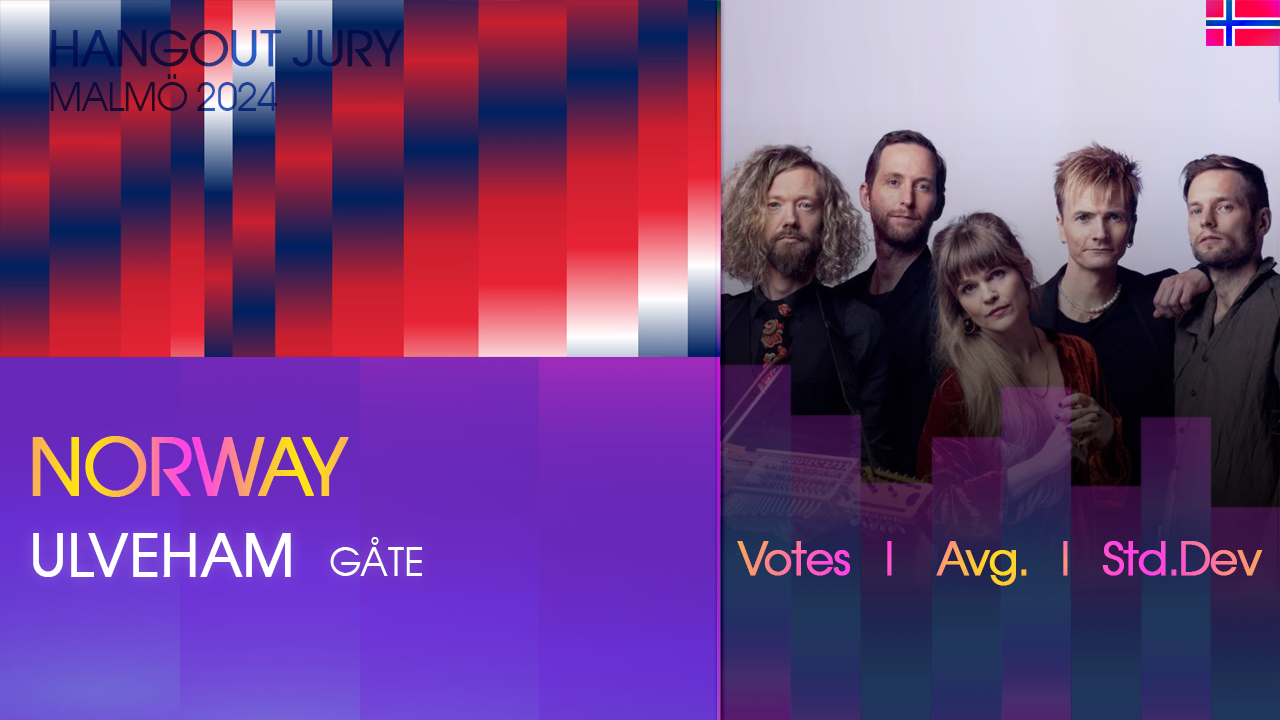 HANGOUT JURY
MALMÖ 2024
NORWAY
ULVEHAM GÅTE
Votes | Avg. | Std.Dev